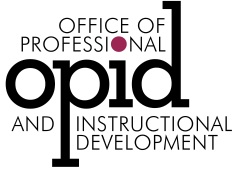 OFFICE OF
PROFESSIONAL
opid
AND INSTRUCTIONAL
DEVELOPMENT